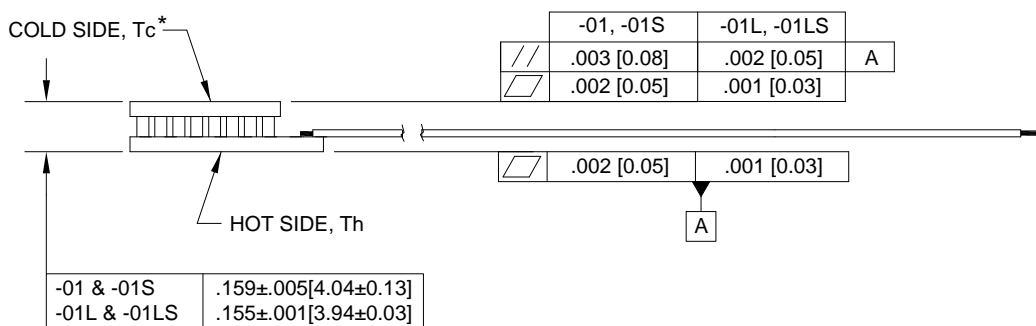 COLD SIDE, Tc*
-01, -01S -01L, -01LS
.003 [0.08] .002 [0.05] A
.002 [0.05] .001 [0.03]
.002 [0.05] .001 [0.03]
A
HOT SIDE, Th
-01 & -01S .159±.005[4.04±0.13]
-01L & -01LS .155±.001[3.94±0.03]